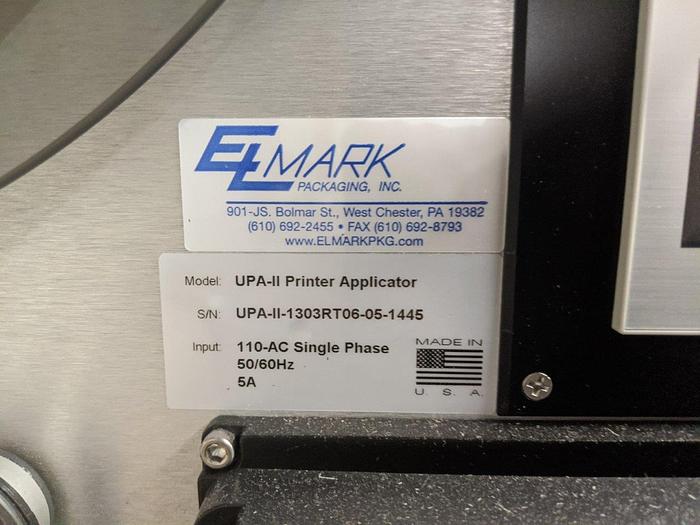 ELMARK
PACKAGING, INC.
901-JS. Bolmar St., West Chester, PA 19382
(610) 692-2455 • FAX (610) 692-8793
www.ELMARKPKG.com
Model: UPA-II Printer Applicator
S/N: UPA-II-1303RT06-05-1445
Input: 110-AC Single Phase
50/60Hz
5A
MADE IN
U. S. A.